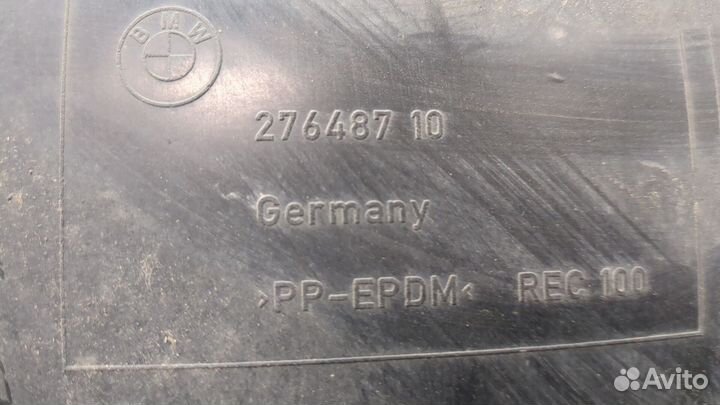 BMW
276487 10
Germany
>PP-EPDM< REC 100
Avito